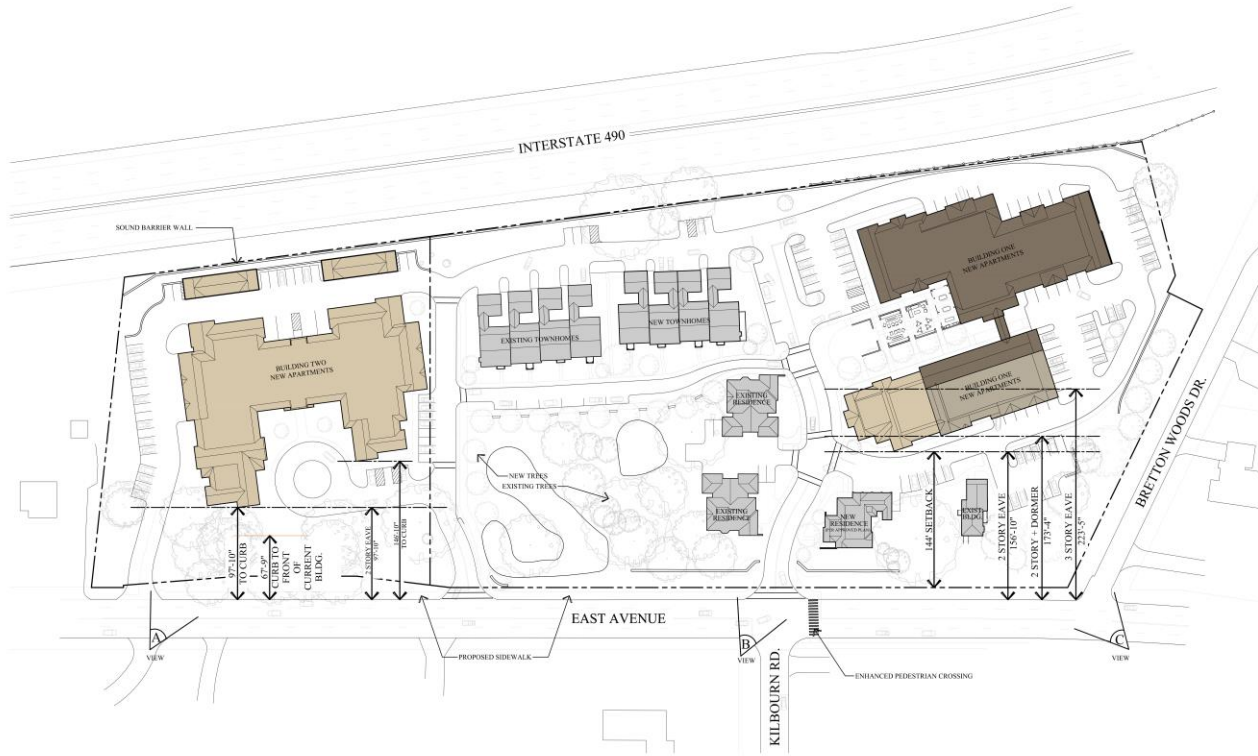 INTERSTATE 490
SOUND BARRIER WALL
BUILDING ONE
NEW APARTMENTS
NEW TOWNHOMES
EXISTING TOWNHOMES
BUILDING TWO
NEW APARTMENTS
BUILDING ONE
NEW APARTMENTS
EXISTING
RESIDENCE
BRETTON WOODS DR.
NEW TREES
EXISTING TREES
EXISTING
RESIDENCE
NEW
RESIDENCE
EXIST
BLDG.
97'-10"
TO CURB
67'-9"
CURB TO
FRONT
OF
CURRENT
BLDG.
2 STORY EAVE
97'-10"
TO CURB
144' SETBACK
2 STORY EAVE
156'-10"
2 STORY + DORMER
173'-4"
3 STORY EAVE
223'-5"
EAST AVENUE
A
VIEW
B
VIEW
C
VIEW
PROPOSED SIDEWALK
KILBOURN RD.
ENHANCED PEDESTRIAN CROSSING